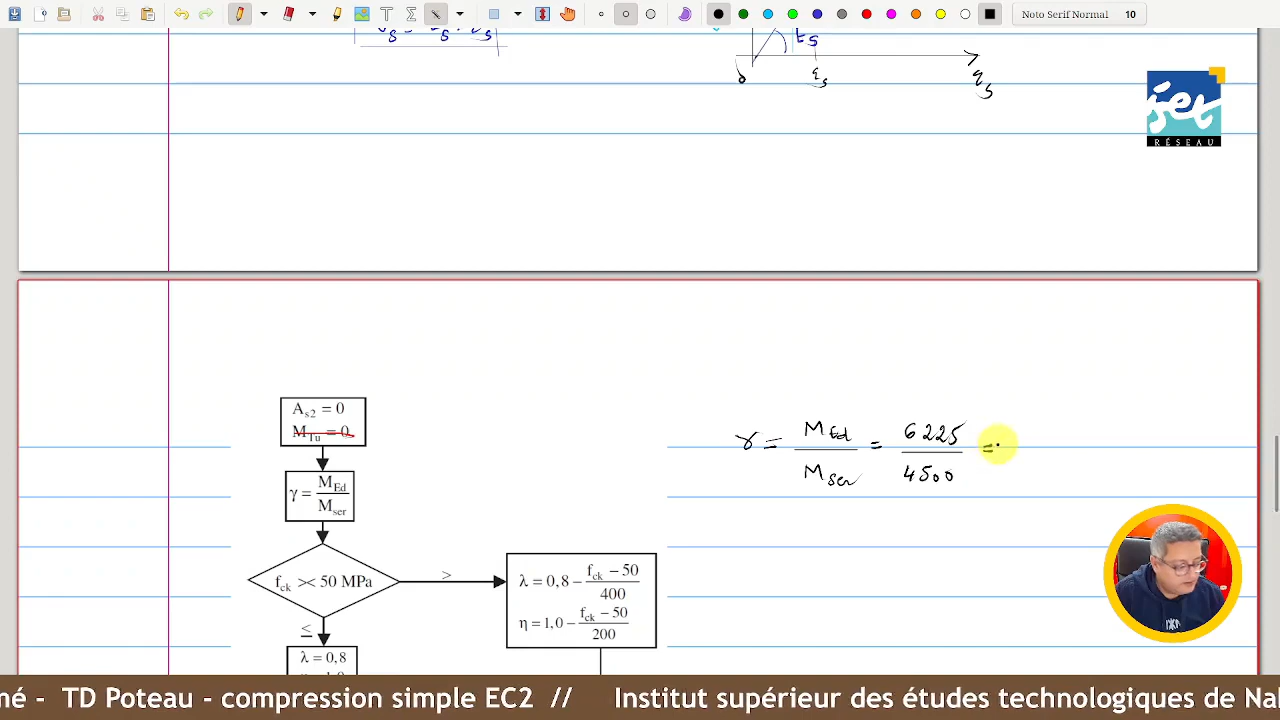 Noto Serif Normal 10
o
RÉSEAU
A_s2 = 0
M_Tu = 0
γ = M_Ed / M_ser
γ = M_Ed / M_ser = 6225 / 4500 =
f_ck >< 50 MPa
>
λ = 0,8 − (f_ck − 50) / 400
η = 1,0 − (f_ck − 50) / 200
≤
λ = 0,8
mé - TD Poteau - compression simple EC2 // Institut supérieur des études technologiques de Na